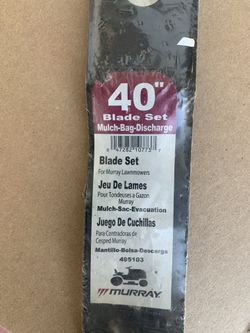 40"
Blade Set
Mulch-Bag-Discharge
Blade Set
For Murray Lawnmowers
Jeu De Lames
Pour Tondeuses a Gazon
Murray
Mulch-Sac-Evacuation
Juego De Cuchillas
Para Contradoras de
Cesped Murray
Mantillo-Bolsa-Descarga
405103
MURRAY